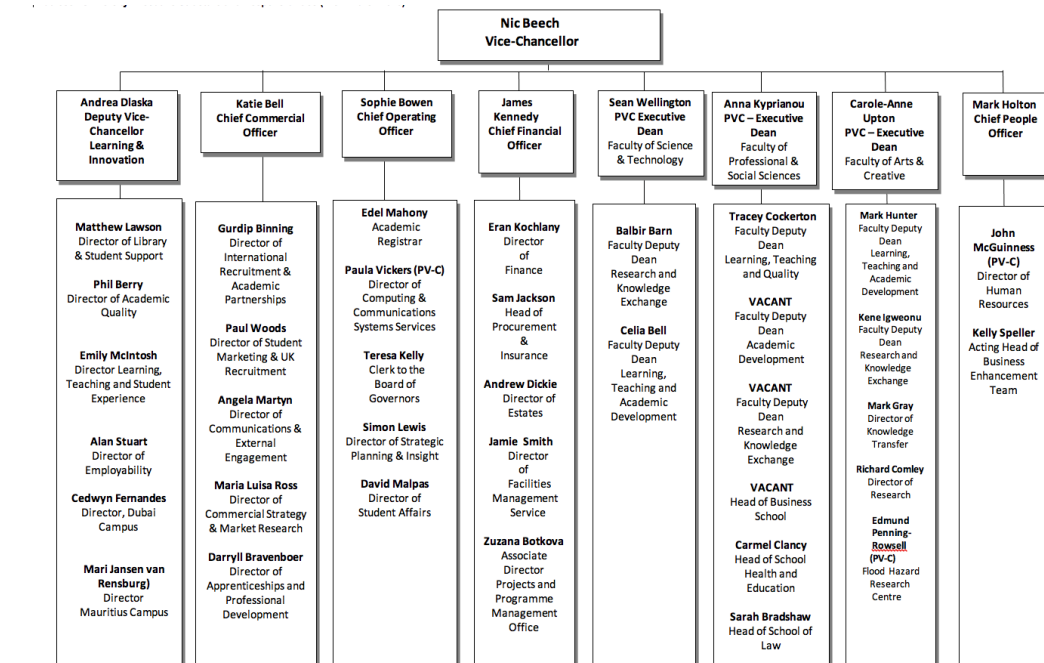 Nic Beech
Vice-Chancellor
Andrea Dlaska
Deputy Vice-
Chancellor
Learning &
Innovation
Katie Bell
Chief Commercial
Officer
Sophie Bowen
Chief Operating
Officer
James
Kennedy
Chief Financial
Officer
Sean Wellington
PVC Executive
Dean
Faculty of Science
& Technology
Anna Kyprianou
PVC – Executive
Dean
Faculty of
Professional &
Social Sciences
Carole-Anne
Upton
PVC – Executive
Dean
Faculty of Arts &
Creative
Mark Holton
Chief People
Officer
Matthew Lawson
Director of Library
& Student Support
Phil Berry
Director of Academic
Quality
Emily McIntosh
Director Learning,
Teaching and Student
Experience
Alan Stuart
Director of
Employability
Cedwyn Fernandes
Director, Dubai
Campus
Mari Jansen van
Rensburg)
Director
Mauritius Campus
Gurdip Binning
Director of
International
Recruitment &
Academic
Partnerships
Paul Woods
Director of Student
Marketing & UK
Recruitment
Angela Martyn
Director of
Communications &
External
Engagement
Maria Luisa Ross
Director of
Commercial Strategy
& Market Research
Darryll Bravenboer
Director of
Apprenticeships and
Professional
Development
Edel Mahony
Academic
Registrar
Paula Vickers (PV-C)
Director of
Computing &
Communications
Systems Services
Teresa Kelly
Clerk to the
Board of
Governors
Simon Lewis
Director of Strategic
Planning & Insight
David Malpas
Director of
Student Affairs
Eran Kochlany
Director
of
Finance
Sam Jackson
Head of
Procurement
&
Insurance
Andrew Dickie
Director of
Estates
Jamie Smith
Director
of
Facilities
Management
Service
Zuzana Botkova
Associate
Director
Projects and
Programme
Management
Office
Balbir Barn
Faculty Deputy
Dean
Research and
Knowledge
Exchange
Celia Bell
Faculty Deputy
Dean
Learning,
Teaching and
Academic
Development
Tracey Cockerton
Faculty Deputy
Dean
Learning, Teaching
and Quality
VACANT
Faculty Deputy
Dean
Academic
Development
VACANT
Faculty Deputy
Dean
Research and
Knowledge
Exchange
VACANT
Head of Business
School
Carmel Clancy
Head of School
Health and
Education
Sarah Bradshaw
Head of School of
Law
Mark Hunter
Faculty Deputy
Dean
Learning,
Teaching and
Academic
Development
Kene Igweonu
Faculty Deputy
Dean
Research and
Knowledge
Exchange
Mark Gray
Director of
Knowledge
Transfer
Richard Comley
Director of
Research
Edmund
Penning-
Rowsell
(PV-C)
Flood Hazard
Research
Centre
John
McGuinness
(PV-C)
Director of
Human
Resources
Kelly Speller
Acting Head of
Business
Enhancement
Team